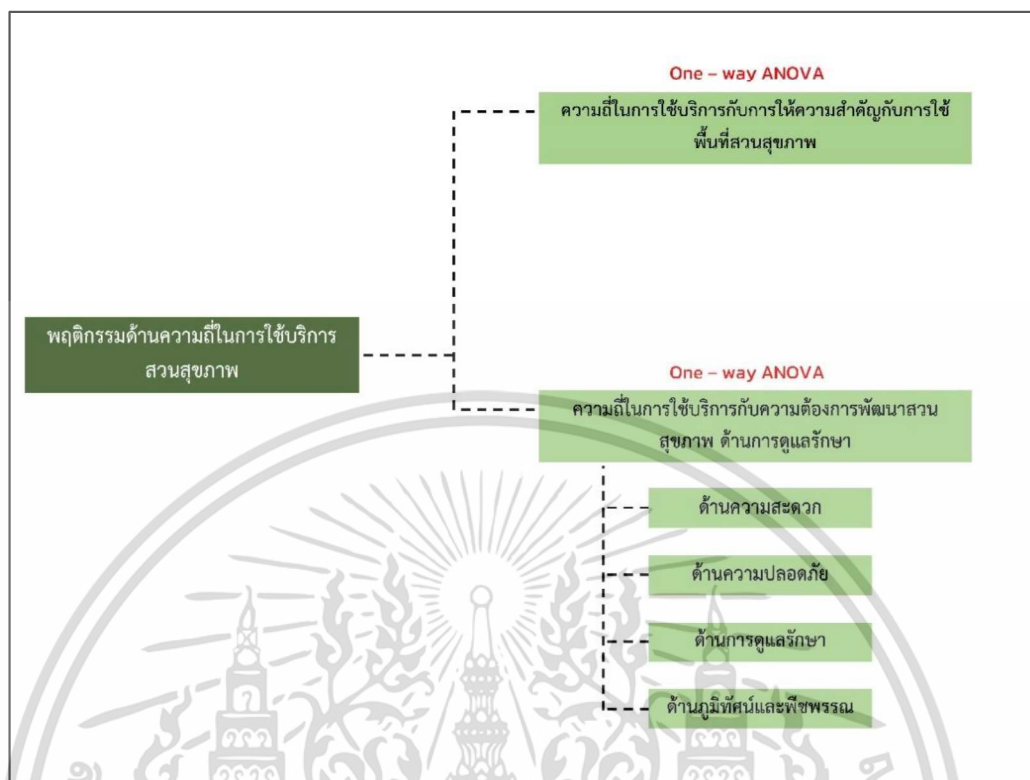 One – way ANOVA
ความถี่ในการใช้บริการกับการให้ความสำคัญกับการใช้
พื้นที่สวนสุขภาพ
พฤติกรรมด้านความถี่ในการใช้บริการ
สวนสุขภาพ
One – way ANOVA
ความถี่ในการใช้บริการกับความต้องการพัฒนาสวน
สุขภาพ ด้านการดูแลรักษา
ด้านความสะดวก
ด้านความปลอดภัย
ด้านการดูแลรักษา
ด้านภูมิทัศน์และพืชพรรณ